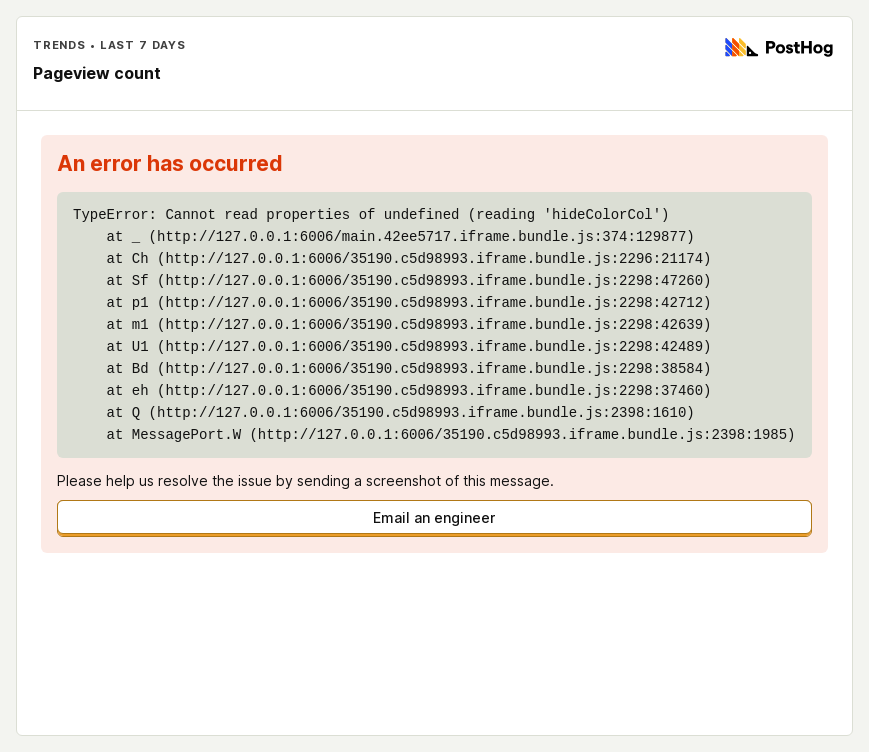 TRENDS • LAST 7 DAYS
PostHog
Pageview count
An error has occurred
TypeError: Cannot read properties of undefined (reading 'hideColorCol')
    at _ (http://127.0.0.1:6006/main.42ee5717.iframe.bundle.js:374:129877)
    at Ch (http://127.0.0.1:6006/35190.c5d98993.iframe.bundle.js:2296:21174)
    at Sf (http://127.0.0.1:6006/35190.c5d98993.iframe.bundle.js:2298:47260)
    at p1 (http://127.0.0.1:6006/35190.c5d98993.iframe.bundle.js:2298:42712)
    at m1 (http://127.0.0.1:6006/35190.c5d98993.iframe.bundle.js:2298:42639)
    at U1 (http://127.0.0.1:6006/35190.c5d98993.iframe.bundle.js:2298:42489)
    at Bd (http://127.0.0.1:6006/35190.c5d98993.iframe.bundle.js:2298:38584)
    at eh (http://127.0.0.1:6006/35190.c5d98993.iframe.bundle.js:2298:37460)
    at Q (http://127.0.0.1:6006/35190.c5d98993.iframe.bundle.js:2398:1610)
    at MessagePort.W (http://127.0.0.1:6006/35190.c5d98993.iframe.bundle.js:2398:1985)
Please help us resolve the issue by sending a screenshot of this message.
Email an engineer